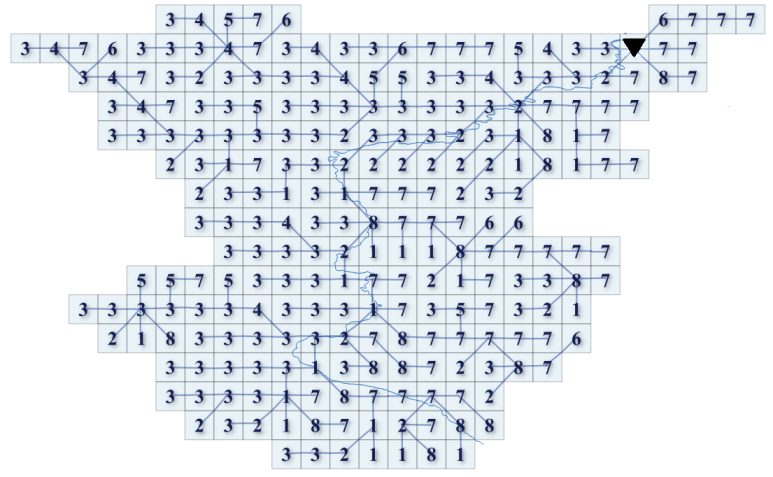 3 4 5 7 6 6 7 7 7
3 4 7 6 3 3 3 4 7 3 4 3 3 6 7 7 7 5 4 3 3 7 7
3 4 7 3 2 3 3 3 3 4 5 5 3 3 4 3 3 3 2 7 8 7
3 4 7 3 3 5 3 3 3 3 3 3 3 3 2 7 7 7 7
3 3 3 3 3 3 3 3 2 3 3 3 2 3 1 8 1 7
2 3 1 7 3 3 2 2 2 2 2 2 1 8 1 7 7
2 3 3 1 3 1 7 7 7 2 3 2
3 3 3 4 3 3 8 7 7 7 6 6
3 3 3 3 2 1 1 1 8 7 7 7 7 7
5 5 7 5 3 3 3 1 7 7 2 1 7 3 3 8 7
3 3 3 3 3 3 4 3 3 3 1 7 3 5 7 3 2 1
2 1 8 3 3 3 3 3 2 7 8 7 7 7 7 7 6
3 3 3 3 3 1 3 8 8 7 2 3 8 7
3 3 3 3 1 7 8 7 7 7 7 2
2 3 2 1 8 7 1 2 7 8 8
3 3 2 1 1 8 1